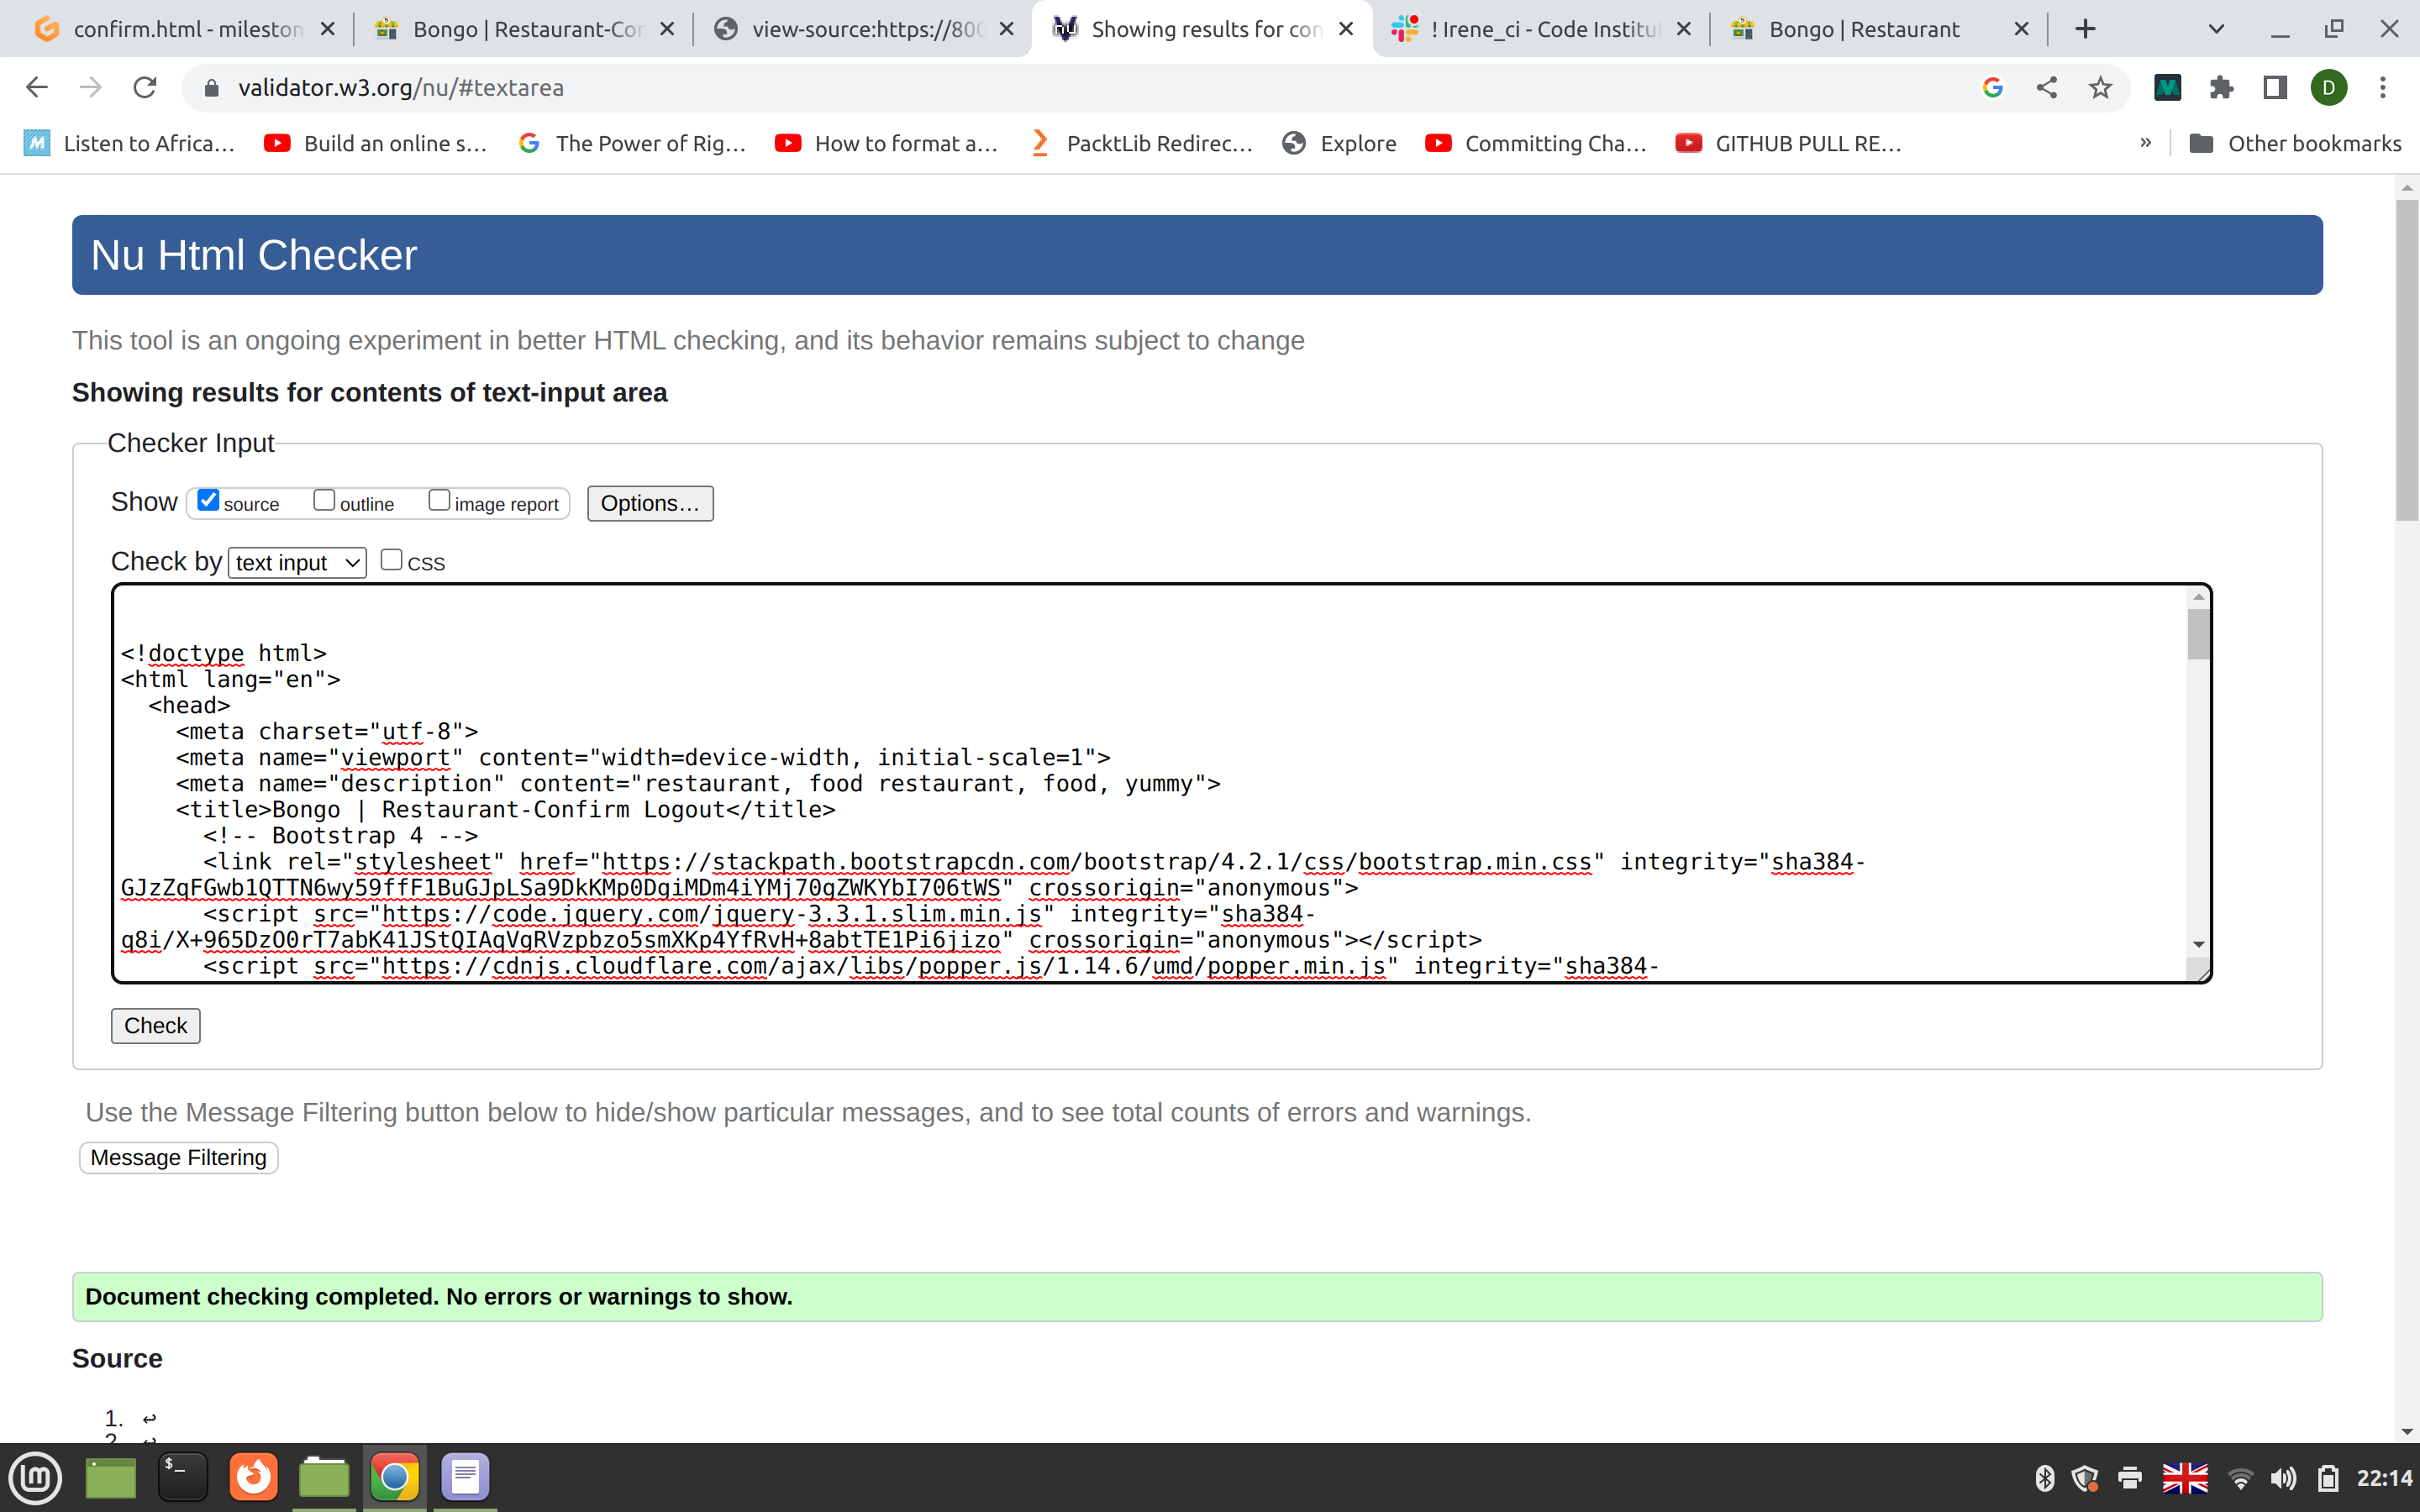 confirm.html - mileston
Bongo | Restaurant-Cor
view-source:https://800
Showing results for con
! Irene_ci - Code Institut
Bongo | Restaurant
validator.w3.org/nu/#textarea
D
Listen to Africa...
Build an online s...
The Power of Rig...
How to format a...
PacktLib Redirec...
Explore
Committing Cha...
GITHUB PULL RE...
»
Other bookmarks
Nu Html Checker
This tool is an ongoing experiment in better HTML checking, and its behavior remains subject to change
Showing results for contents of text-input area
Checker Input
Show source outline image report Options...
Check by text input CSS
<!doctype html>
<html lang="en">
<head>
<meta charset="utf-8">
<meta name="viewport" content="width=device-width, initial-scale=1">
<meta name="description" content="restaurant, food restaurant, food, yummy">
<title>Bongo | Restaurant-Confirm Logout</title>
<!-- Bootstrap 4 -->
<link rel="stylesheet" href="https://stackpath.bootstrapcdn.com/bootstrap/4.2.1/css/bootstrap.min.css" integrity="sha384-
GJzZqFGwb1QTTN6wy59ffF1BuGJpLSa9DkKMp0DgiMDm4iYMj70gZWKYbI706tWS" crossorigin="anonymous">
<script src="https://code.jquery.com/jquery-3.3.1.slim.min.js" integrity="sha384-
q8i/X+965DzO0rT7abK41JStQIAqVgRVzpbzo5smXKp4YfRvH+8abtTE1Pi6jizo" crossorigin="anonymous"></script>
<script src="https://cdnjs.cloudflare.com/ajax/libs/popper.js/1.14.6/umd/popper.min.js" integrity="sha384-
Check
Use the Message Filtering button below to hide/show particular messages, and to see total counts of errors and warnings.
Message Filtering
Document checking completed. No errors or warnings to show.
Source
1. ↩
2. ↩
22:14